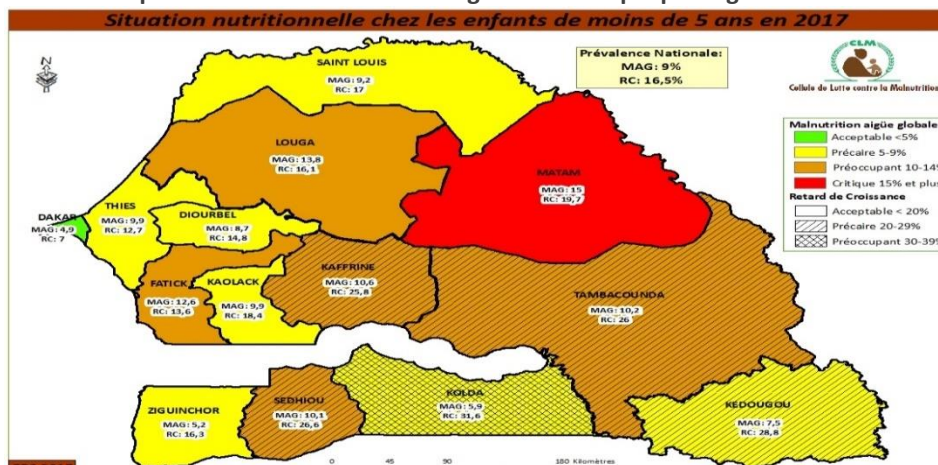 Situation nutritionnelle chez les enfants de moins de 5 ans en 2017
Prévalence Nationale:
MAG: 9%
RC: 16,5%
CLM
Cellule de Lutte contre la Malnutrition
N
SAINT LOUIS
MAG: 9,2
RC: 17
LOUGA
MAG: 13,8
RC: 16,1
MATAM
MAG: 15
RC: 19,7
DAKAR
MAG: 4,9
RC: 7
THIES
MAG: 9,9
RC: 12,7
DIOURBEL
MAG: 8,7
RC: 14,8
FATICK
MAG: 12,6
RC: 13,6
KAOLACK
MAG: 9,9
RC: 18,4
KAFFRINE
MAG: 10,6
RC: 25,8
TAMBACOUNDA
MAG: 10,2
RC: 26
ZIGUINCHOR
MAG: 5,2
RC: 16,3
SEDHIOU
MAG: 10,1
RC: 26,6
KOLDA
MAG: 5,9
RC: 31,6
KEDOUGOU
MAG: 7,5
RC: 28,8
Malnutrition aigüe globale
Acceptable <5%
Précaire 5-9%
Préoccupant 10-14%
Critique 15% et plus
Retard de Croissance
Acceptable < 20%
Précaire 20-29%
Préoccupant 30-39%
0 45 90 180 Kilomètres